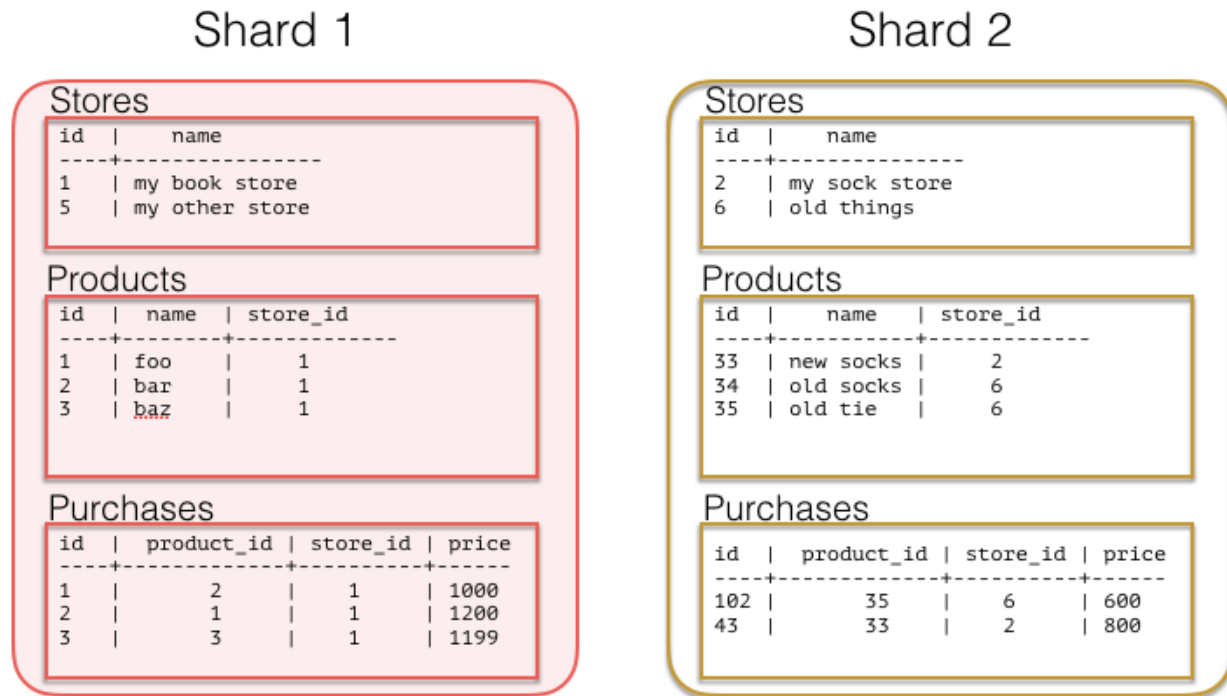 Shard 1
Stores
id | name
----+----------------
1 | my book store
5 | my other store
Products
id | name | store_id
----+--------+-------------
1 | foo | 1
2 | bar | 1
3 | baz | 1
Purchases
id | product_id | store_id | price
----+-------------+----------+------
1 | 2 | 1 | 1000
2 | 1 | 1 | 1200
3 | 3 | 1 | 1199
Shard 2
Stores
id | name
----+---------------
2 | my sock store
6 | old things
Products
id | name | store_id
----+-----------+-------------
33 | new socks | 2
34 | old socks | 6
35 | old tie | 6
Purchases
id | product_id | store_id | price
----+-------------+----------+------
102 | 35 | 6 | 600
43 | 33 | 2 | 800